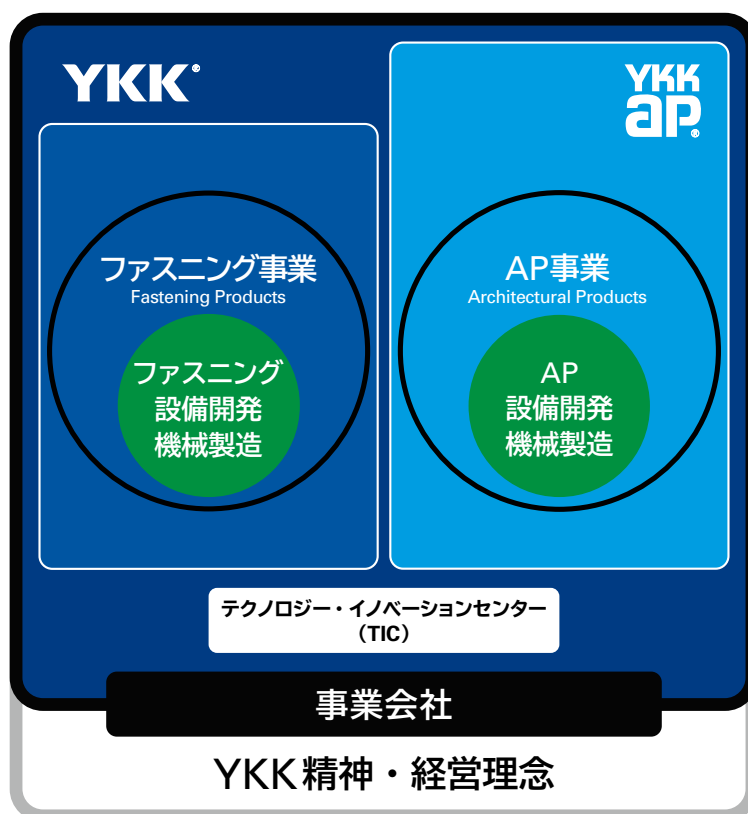 YKK®
YKK
ap®
ファスニング事業
Fastening Products
ファスニング
設備開発
機械製造
AP事業
Architectural Products
AP
設備開発
機械製造
テクノロジー・イノベーションセンター
（TIC）
事業会社
YKK精神・経営理念